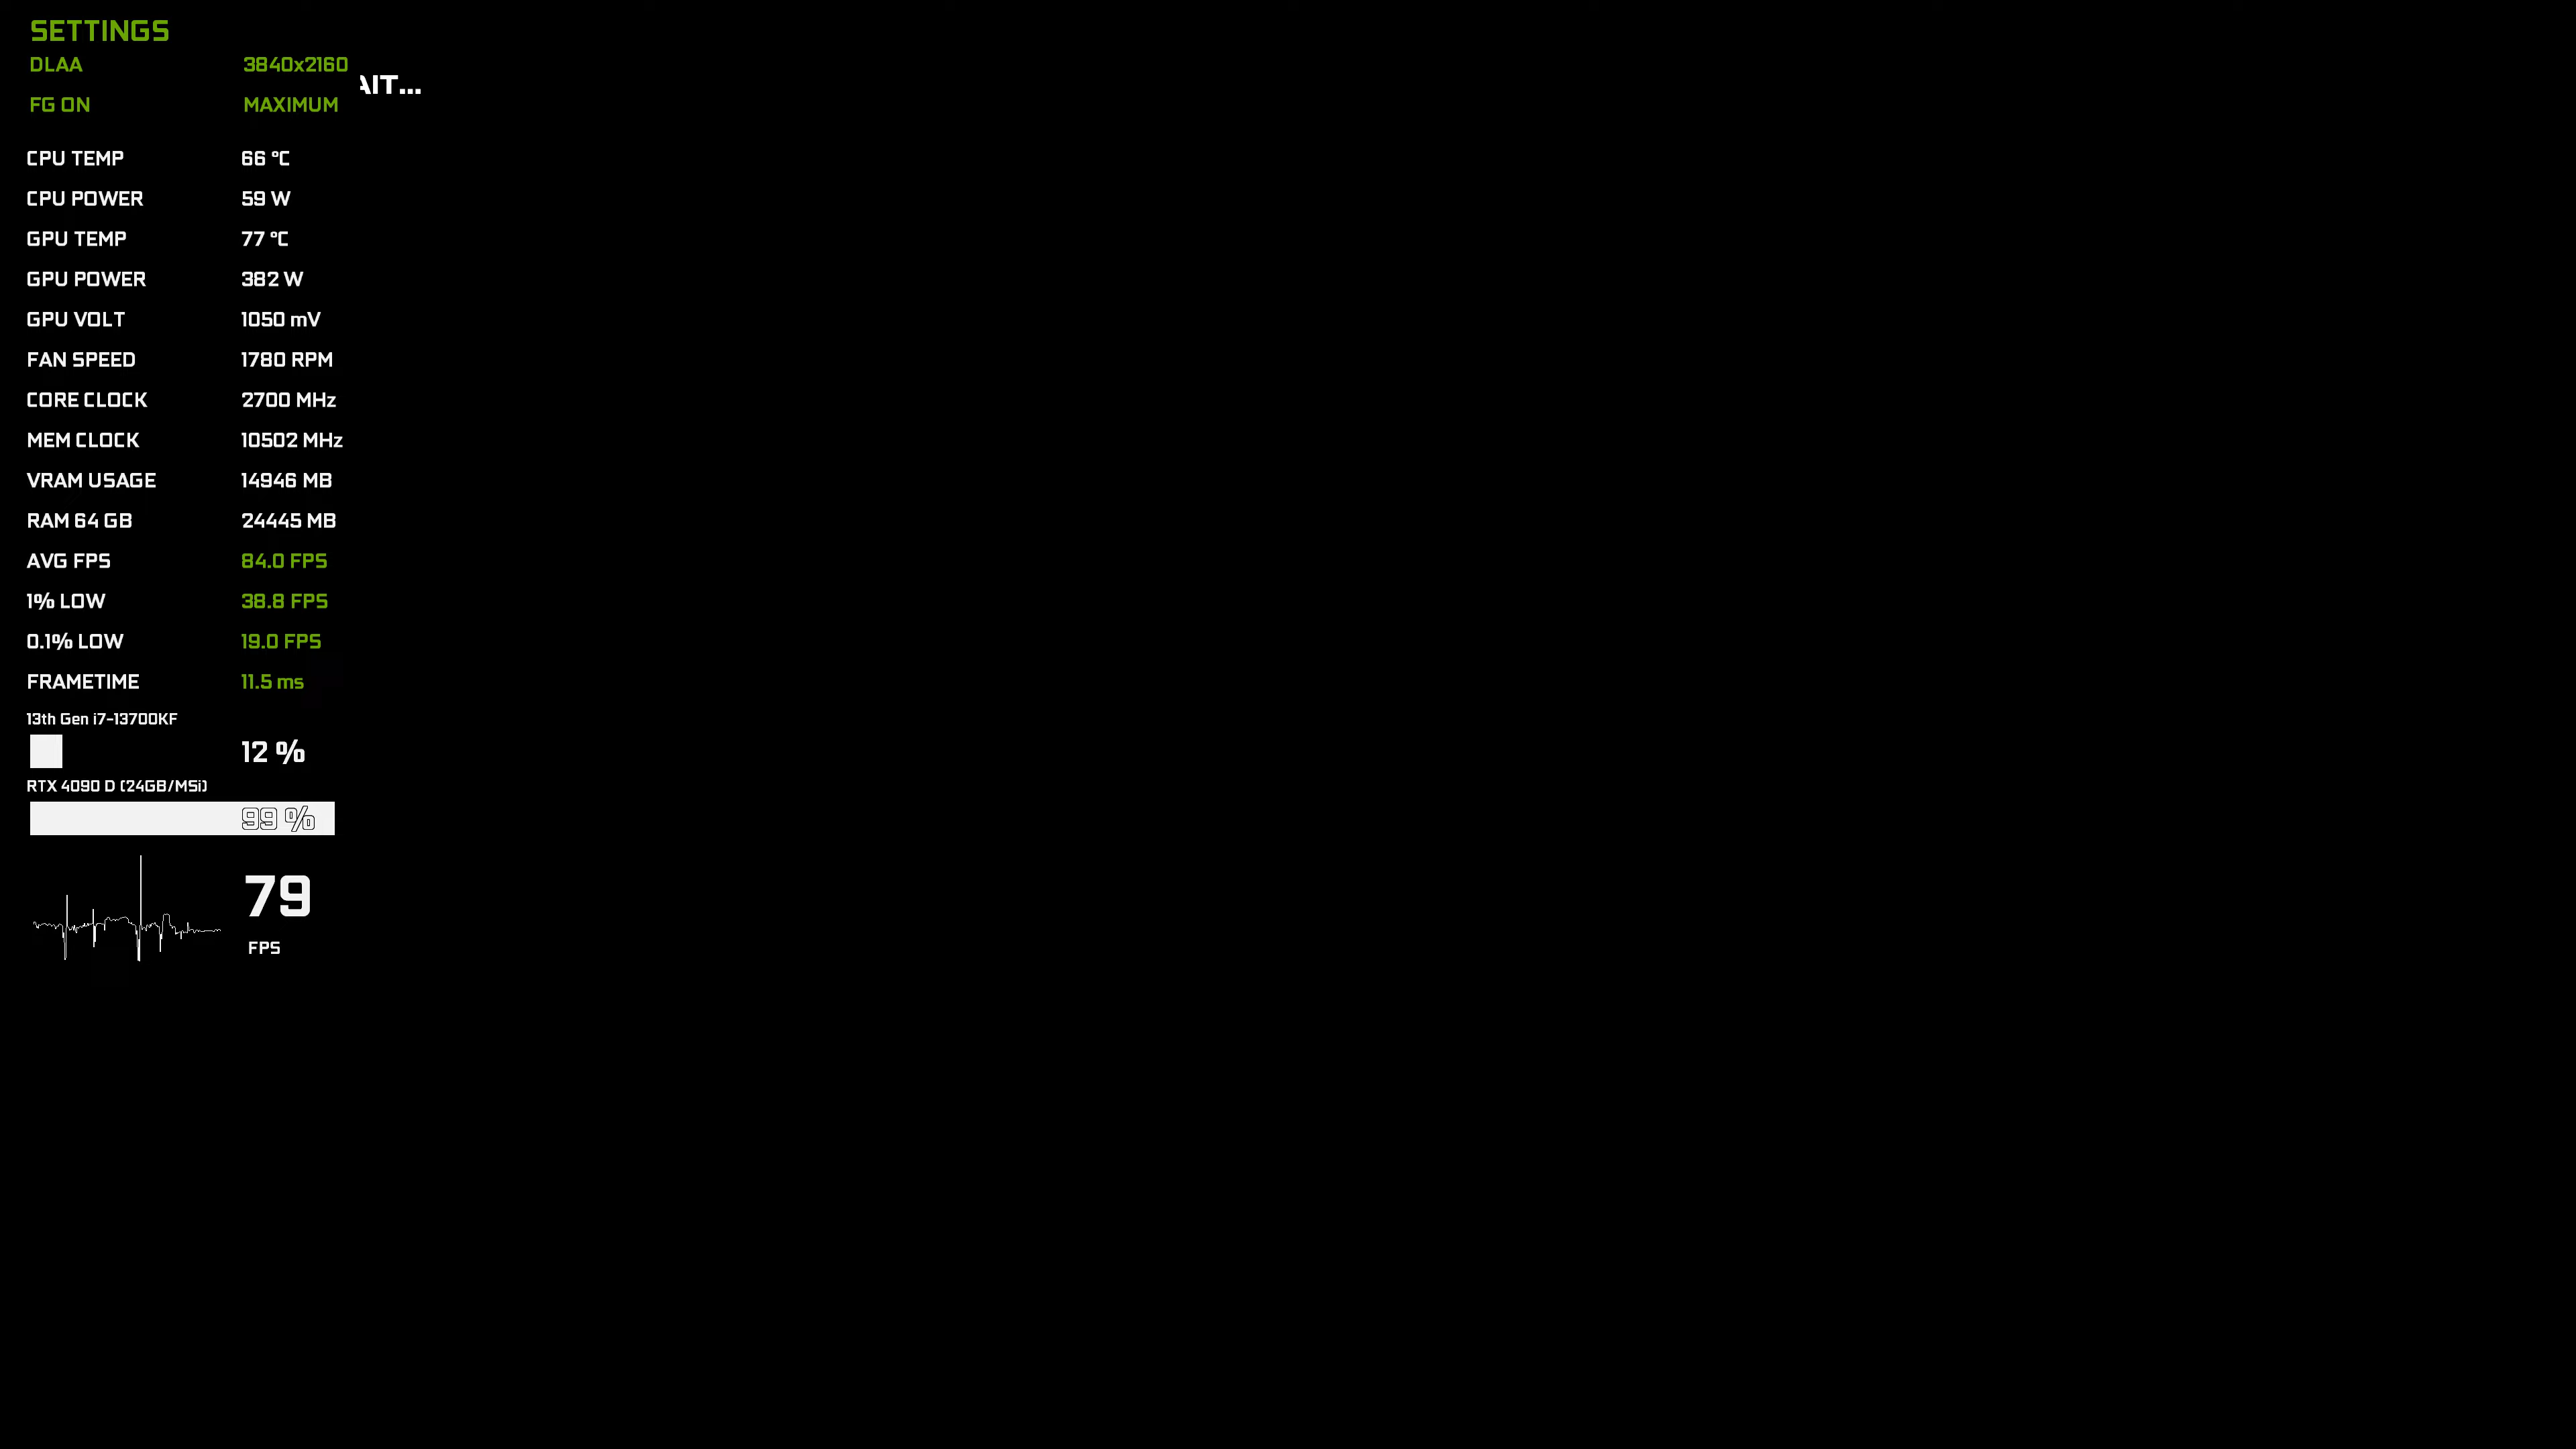 SETTINGS
DLAA 3840x2160
AIT...
FG ON MAXIMUM
CPU TEMP 66 °C
CPU POWER 59 W
GPU TEMP 77 °C
GPU POWER 382 W
GPU VOLT 1050 mV
FAN SPEED 1780 RPM
CORE CLOCK 2700 MHz
MEM CLOCK 10502 MHz
VRAM USAGE 14946 MB
RAM 64 GB 24445 MB
AVG FPS 84.0 FPS
1% LOW 38.8 FPS
0.1% LOW 19.0 FPS
FRAMETIME 11.5 ms
13th Gen i7-13700KF
12 %
RTX 4090 D (24GB/MSi)
99 %
79
FPS